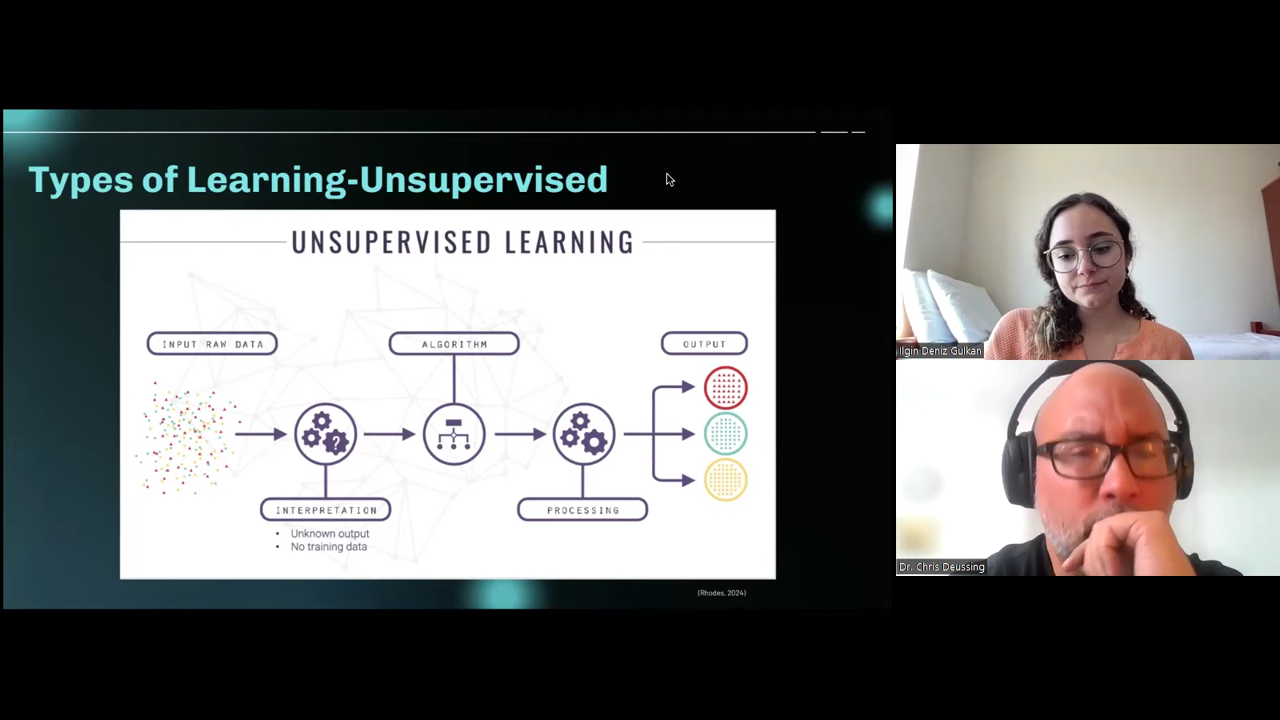 Types of Learning-Unsupervised
UNSUPERVISED LEARNING
INPUT RAW DATA
ALGORITHM
OUTPUT
?
INTERPRETATION
PROCESSING
• Unknown output
• No training data
(Rhodes, 2024)
Ilgin Deniz Gulkan
Dr. Chris Deussing